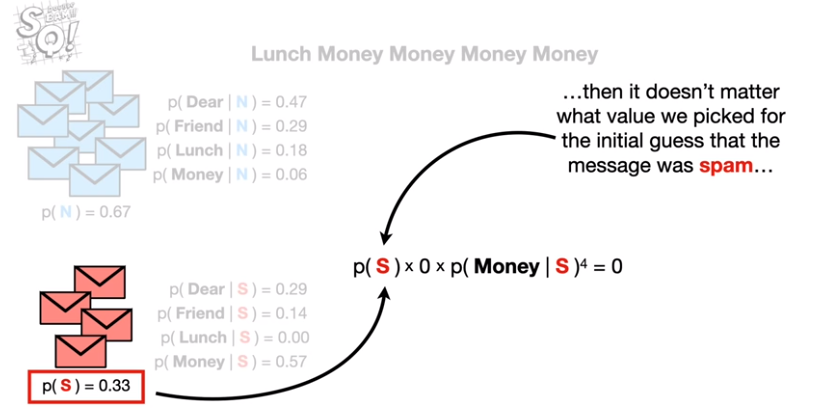 SQ!
Lunch Money Money Money Money
p( Dear | N ) = 0.47
p( Friend | N ) = 0.29
p( Lunch | N ) = 0.18
p( Money | N ) = 0.06
p( N ) = 0.67
…then it doesn’t matter
what value we picked for
the initial guess that the
message was spam…
p( S ) × 0 × p( Money | S )⁴ = 0
p( Dear | S ) = 0.29
p( Friend | S ) = 0.14
p( Lunch | S ) = 0.00
p( Money | S ) = 0.57
p( S ) = 0.33